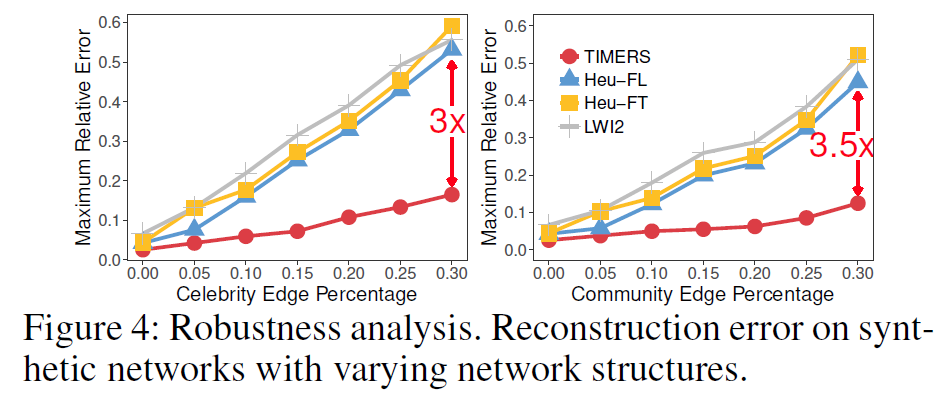 Maximum Relative Error
0.6
0.5
0.4
0.3
0.2
0.1
0.0
3x
0.00 0.05 0.10 0.15 0.20 0.25 0.30
Celebrity Edge Percentage
Maximum Relative Error
0.6
0.5
0.4
0.3
0.2
0.1
0.0
TIMERS
Heu-FL
Heu-FT
LWI2
3.5x
0.00 0.05 0.10 0.15 0.20 0.25 0.30
Community Edge Percentage
Figure 4: Robustness analysis. Reconstruction error on synt-
hetic networks with varying network structures.